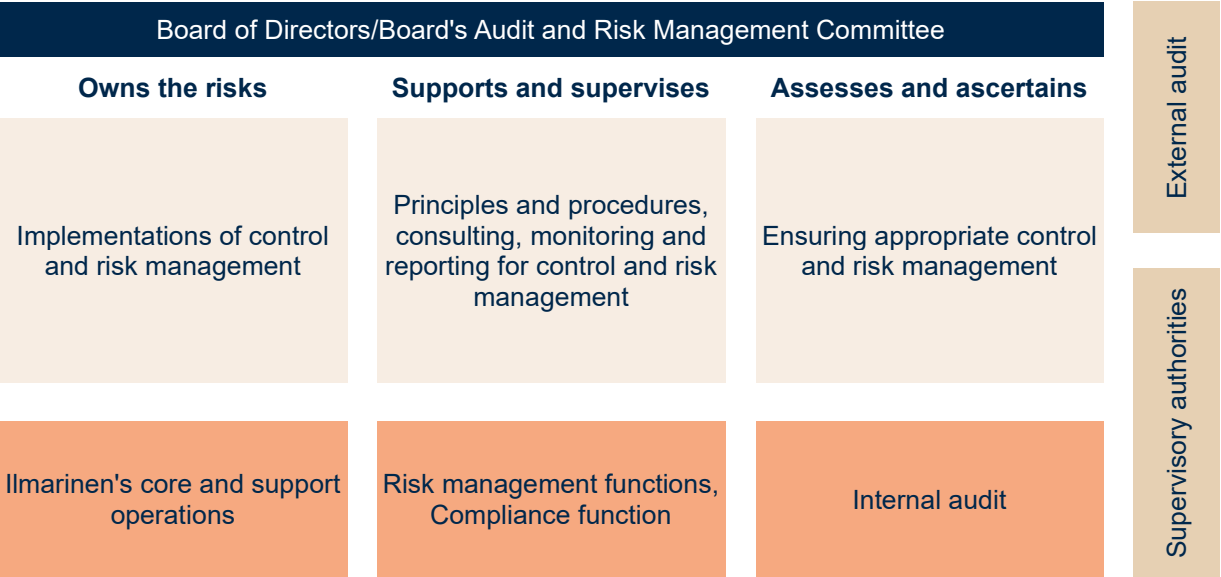 Board of Directors/Board's Audit and Risk Management Committee
Owns the risks
Supports and supervises
Assesses and ascertains
Implementations of control
and risk management
Principles and procedures,
consulting, monitoring and
reporting for control and risk
management
Ensuring appropriate control
and risk management
Ilmarinen's core and support
operations
Risk management functions,
Compliance function
Internal audit
External audit
Supervisory authorities